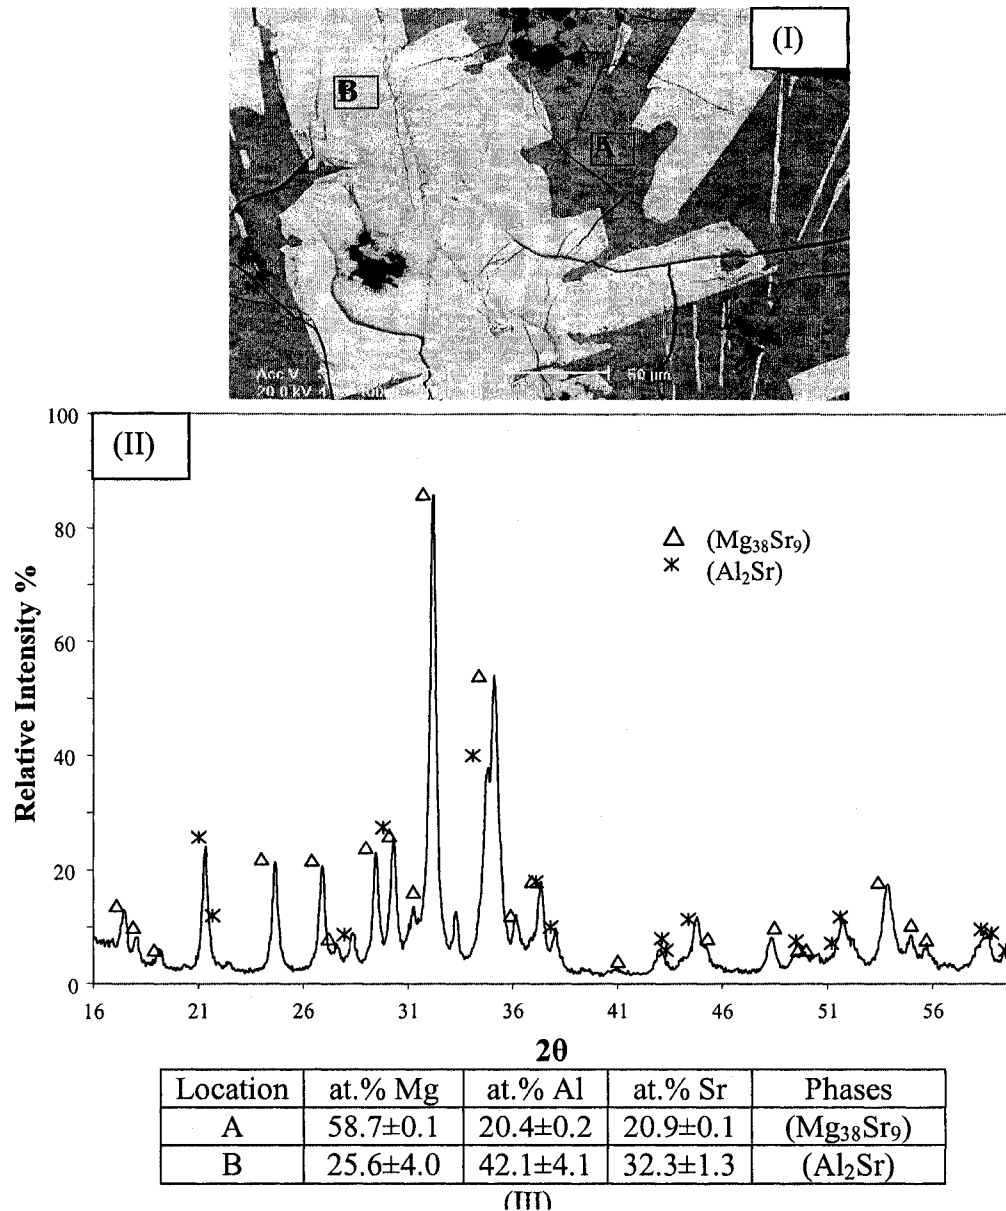 (I)
B
A
Acc V
20.0 kV
50 µm
(II)
100
80
60
40
20
0
Relative Intensity %
(Mg₃₈Sr₉)
(Al₂Sr)
16 21 26 31 36 41 46 51 56
2θ
Location at.% Mg at.% Al at.% Sr Phases
A 58.7±0.1 20.4±0.2 20.9±0.1 (Mg₃₈Sr₉)
B 25.6±4.0 42.1±4.1 32.3±1.3 (Al₂Sr)
(III)